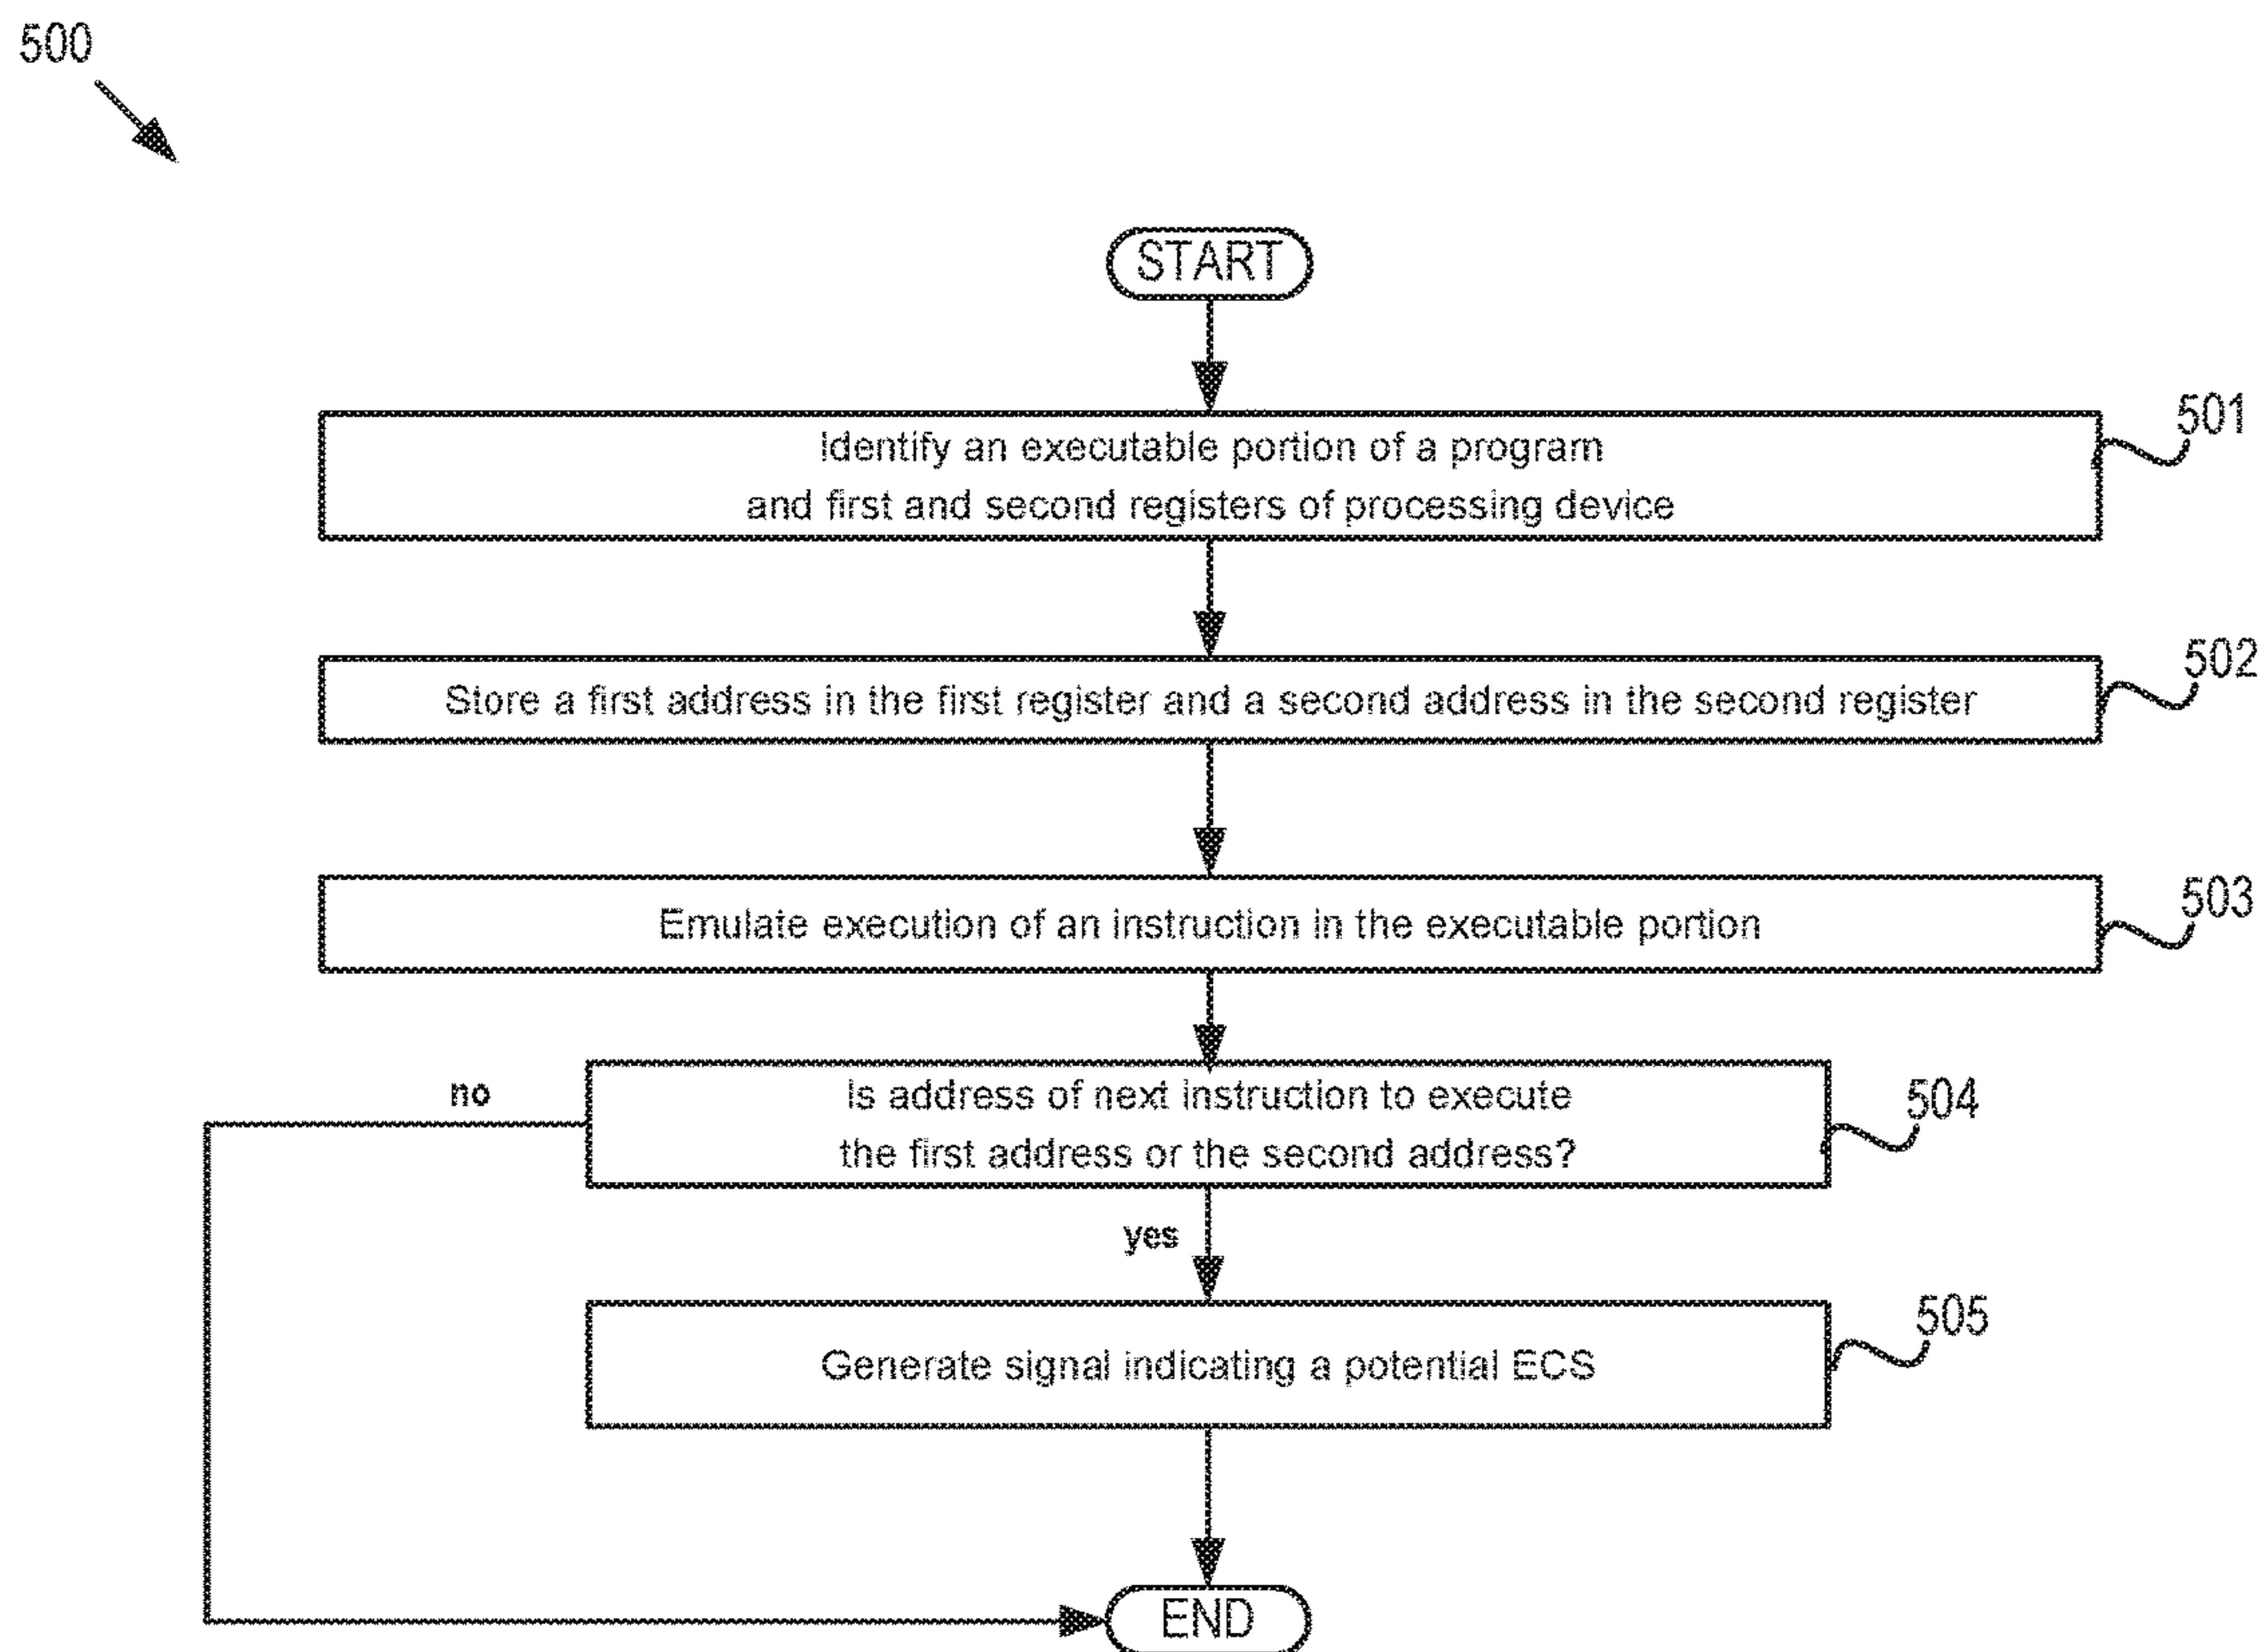 500
START
Identify an executable portion of a program
and first and second registers of processing device
501
Store a first address in the first register and a second address in the second register
502
Emulate execution of an instruction in the executable portion
503
no
Is address of next instruction to execute
the first address or the second address?
504
yes
Generate signal indicating a potential ECS
505
END